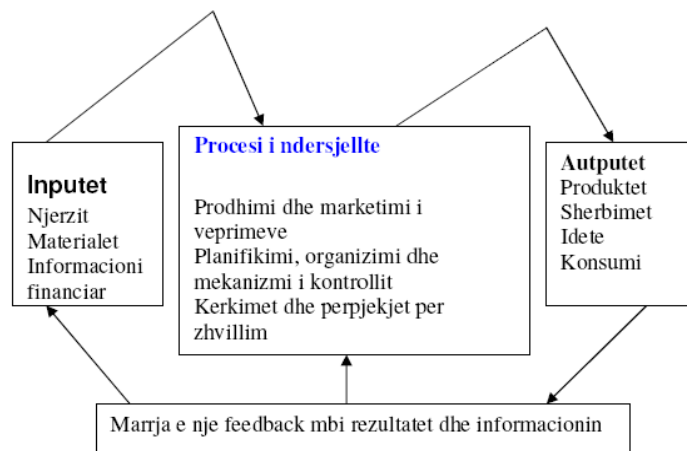 Inputet
Njerzit
Materialet
Informacioni
financiar
Procesi i ndersjellte
Prodhimi dhe marketimi i
veprimeve
Planifikimi, organizimi dhe
mekanizmi i kontrollit
Kerkimet dhe perpjekjet per
zhvillim
Autputet
Produktet
Sherbimet
Idete
Konsumi
Marrja e nje feedback mbi rezultatet dhe informacionin